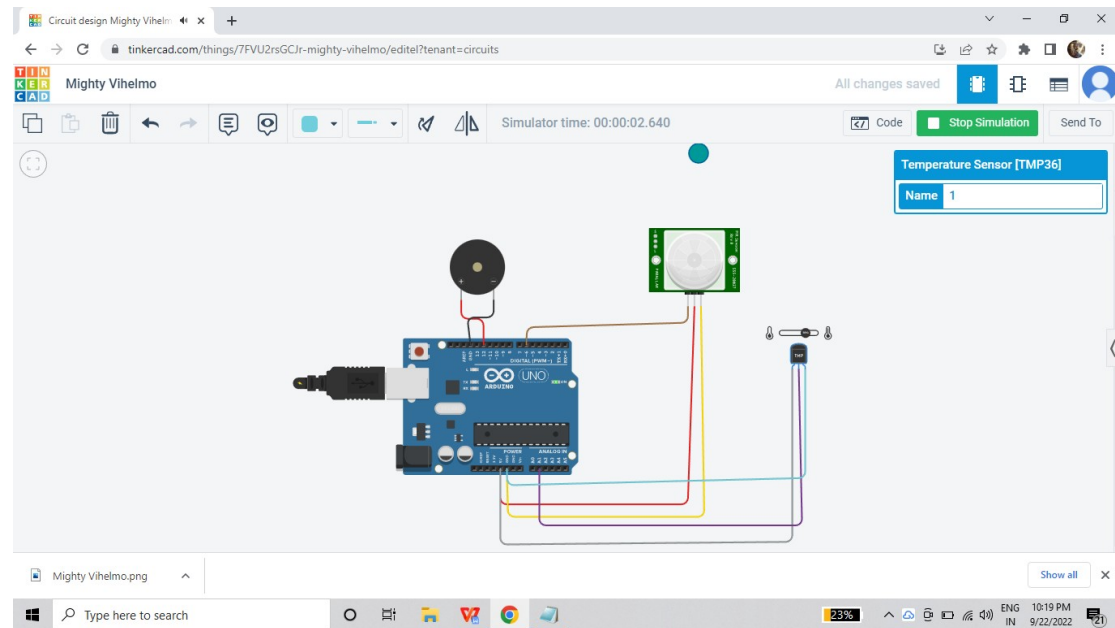 Circuit design Mighty Vihelm
tinkercad.com/things/7FVU2rsGCJr-mighty-vihelmo/editel?tenant=circuits
TIN
KER
CAD
Mighty Vihelmo
All changes saved
Simulator time: 00:00:02.640
Code
Stop Simulation
Send To
Temperature Sensor [TMP36]
Name 1
DIGITAL (PWM~)
UNO
ARDUINO
TMP
POWER
ANALOG IN
Mighty Vihelmo.png
Show all
Type here to search
23%
ENG
IN
10:19 PM
9/22/2022
21